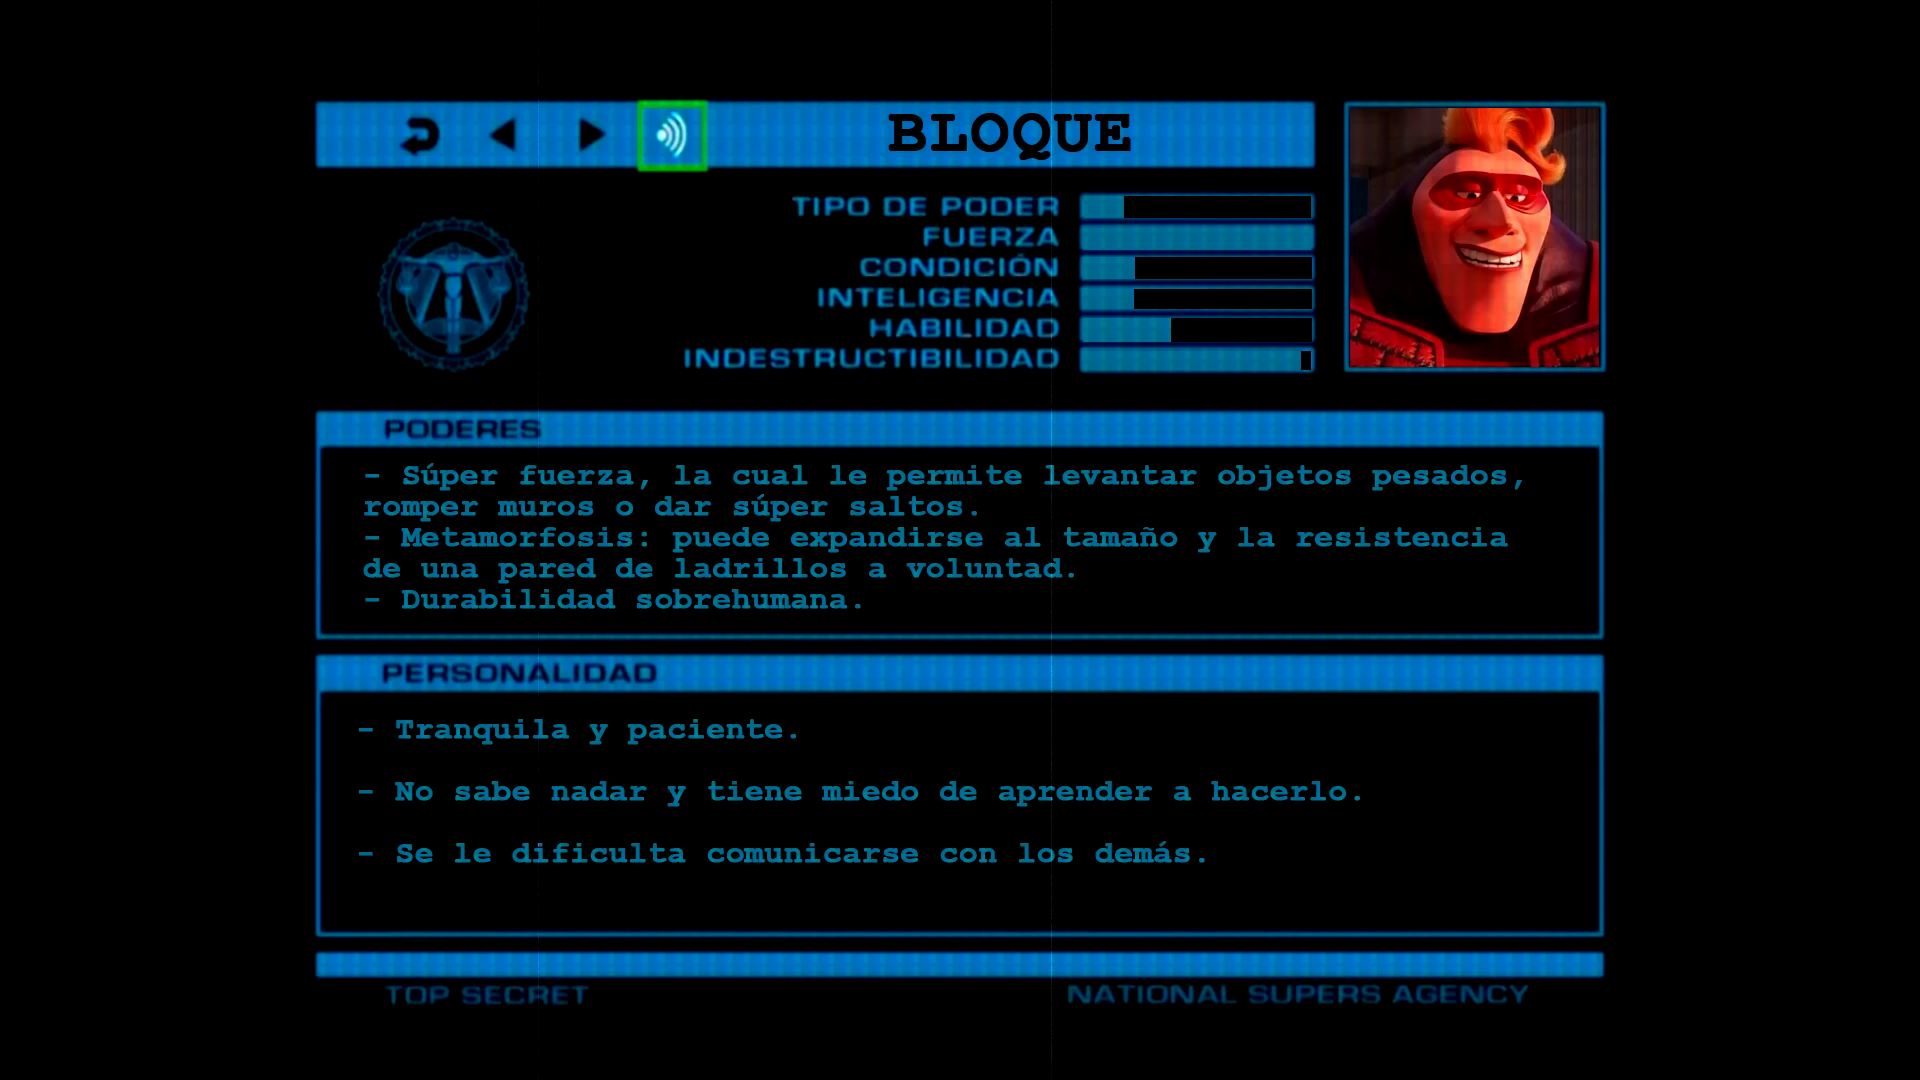 BLOQUE
TIPO DE PODER
FUERZA
CONDICIÓN
INTELIGENCIA
HABILIDAD
INDESTRUCTIBILIDAD
PODERES
- Súper fuerza, la cual le permite levantar objetos pesados,
romper muros o dar súper saltos.
- Metamorfosis: puede expandirse al tamaño y la resistencia
de una pared de ladrillos a voluntad.
- Durabilidad sobrehumana.
PERSONALIDAD
- Tranquila y paciente.
- No sabe nadar y tiene miedo de aprender a hacerlo.
- Se le dificulta comunicarse con los demás.
TOP SECRET
NATIONAL SUPERS AGENCY